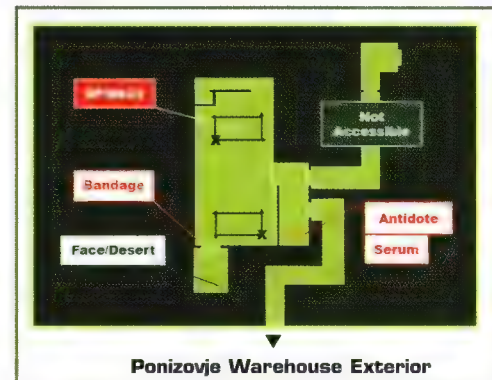 Not
Accessible
Bandage
Antidote
Face/Desert
Serum
Ponizovje Warehouse Exterior